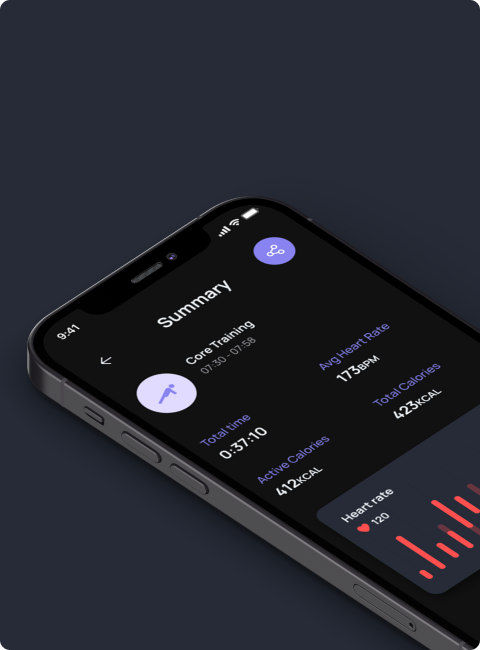 9:41
Summary
Core Training
07:30 - 07:58
Total time
0:37:10
Avg Heart Rate
173BPM
Active Calories
412KCAL
Total Calories
423KCAL
Heart rate
120